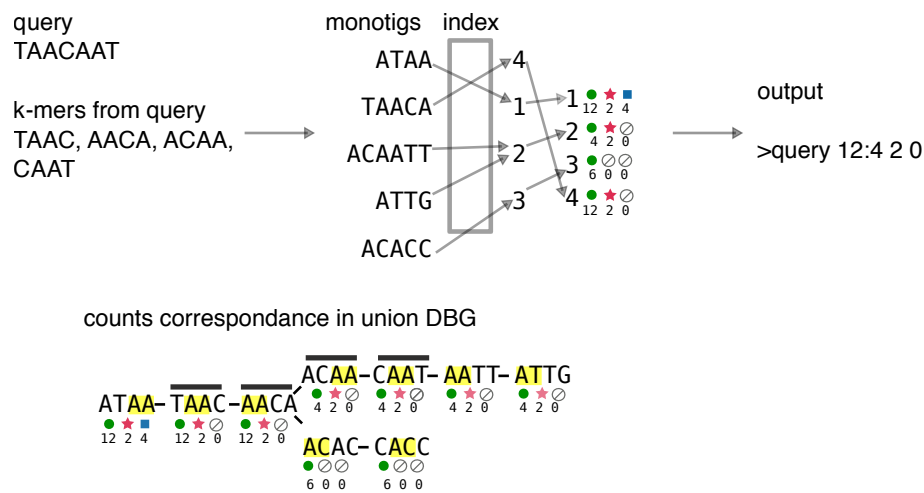 query
TAACAAT
k-mers from query
TAAC, AACA, ACAA,
CAAT
monotigs index
ATAA
TAACA
ACAATT
ATTG
ACACC
4
1
2
3
1
12 2 4
2
4 2 0
3
6 0 0
4
12 2 0
output
>query 12:4 2 0
counts correspondance in union DBG
ACAA–CAAT–AATT–ATTG
4 2 0 4 2 0 4 2 0 4 2 0
ATAA–TAAC–AACA
12 2 4 12 2 0 12 2 0
ACAC–CACC
6 0 0 6 0 0